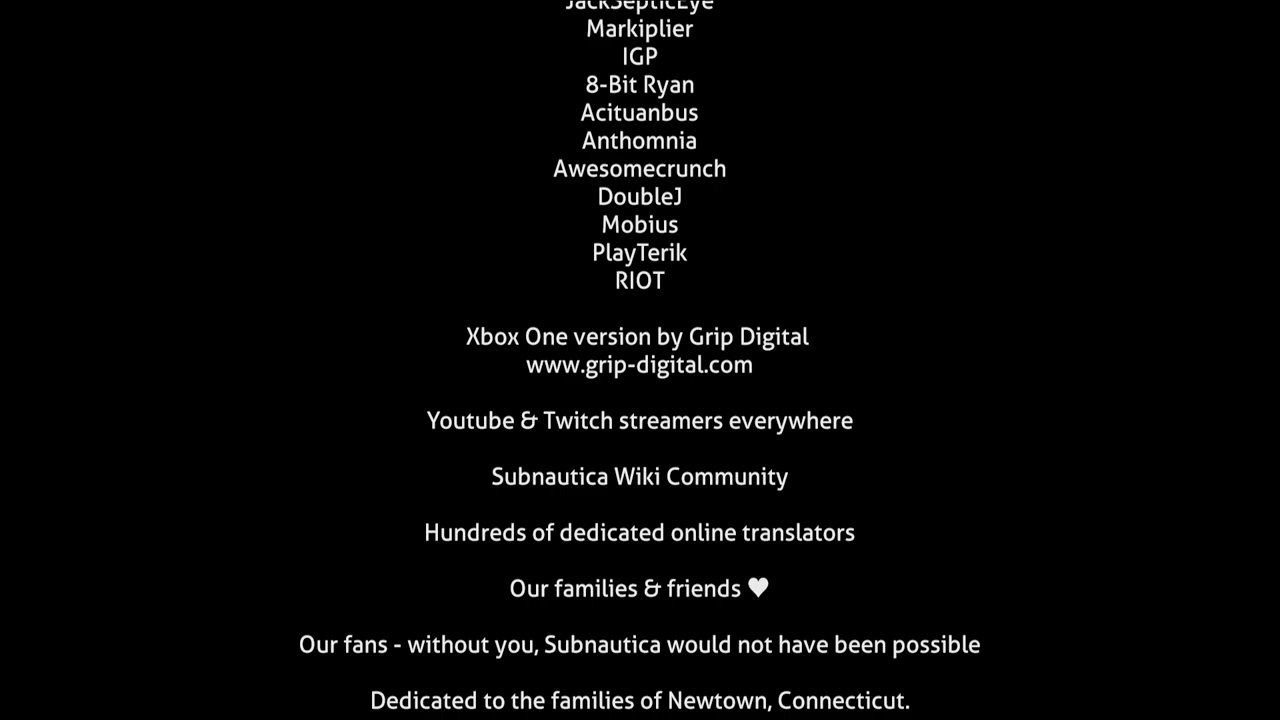 JackSepticEye
Markiplier
IGP
8-Bit Ryan
Acituanbus
Anthomnia
Awesomecrunch
DoubleJ
Mobius
PlayTerik
RIOT
Xbox One version by Grip Digital
www.grip-digital.com
Youtube & Twitch streamers everywhere
Subnautica Wiki Community
Hundreds of dedicated online translators
Our families & friends ♥
Our fans - without you, Subnautica would not have been possible
Dedicated to the families of Newtown, Connecticut.